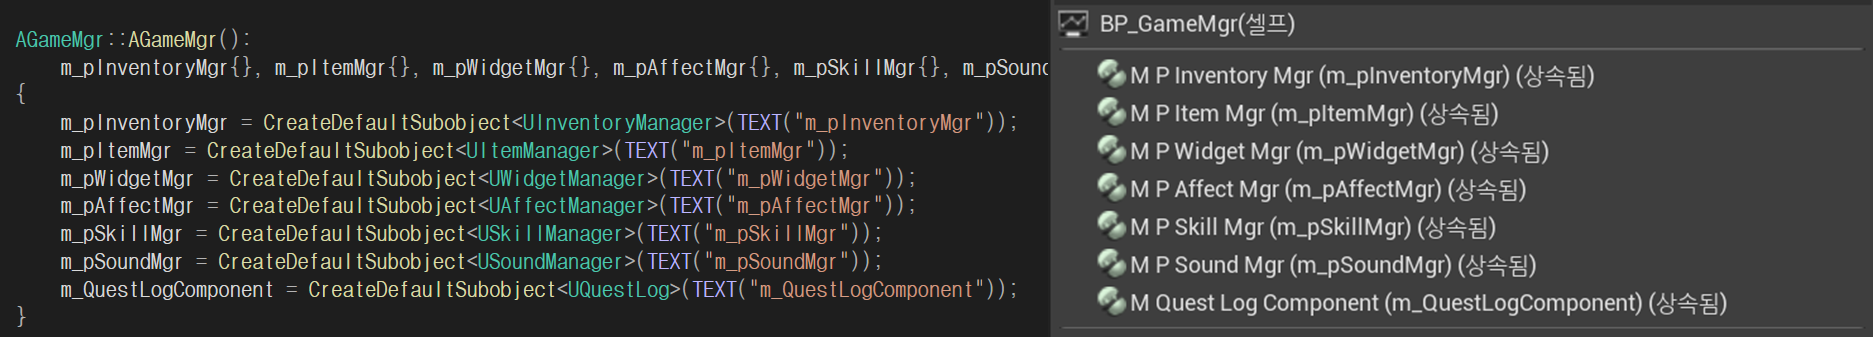 AGameMgr::AGameMgr():
m_pInventoryMgr{}, m_pItemMgr{}, m_pWidgetMgr{}, m_pAffectMgr{}, m_pSkillMgr{}, m_pSound
{
m_pInventoryMgr = CreateDefaultSubobject<UInventoryManager>(TEXT("m_pInventoryMgr"));
m_pItemMgr = CreateDefaultSubobject<UItemManager>(TEXT("m_pItemMgr"));
m_pWidgetMgr = CreateDefaultSubobject<UWidgetManager>(TEXT("m_pWidgetMgr"));
m_pAffectMgr = CreateDefaultSubobject<UAffectManager>(TEXT("m_pAffectMgr"));
m_pSkillMgr = CreateDefaultSubobject<USkillManager>(TEXT("m_pSkillMgr"));
m_pSoundMgr = CreateDefaultSubobject<USoundManager>(TEXT("m_pSoundMgr"));
m_QuestLogComponent = CreateDefaultSubobject<UQuestLog>(TEXT("m_QuestLogComponent"));
}
BP_GameMgr(셀프)
M P Inventory Mgr (m_pInventoryMgr) (상속됨)
M P Item Mgr (m_pItemMgr) (상속됨)
M P Widget Mgr (m_pWidgetMgr) (상속됨)
M P Affect Mgr (m_pAffectMgr) (상속됨)
M P Skill Mgr (m_pSkillMgr) (상속됨)
M P Sound Mgr (m_pSoundMgr) (상속됨)
M Quest Log Component (m_QuestLogComponent) (상속됨)